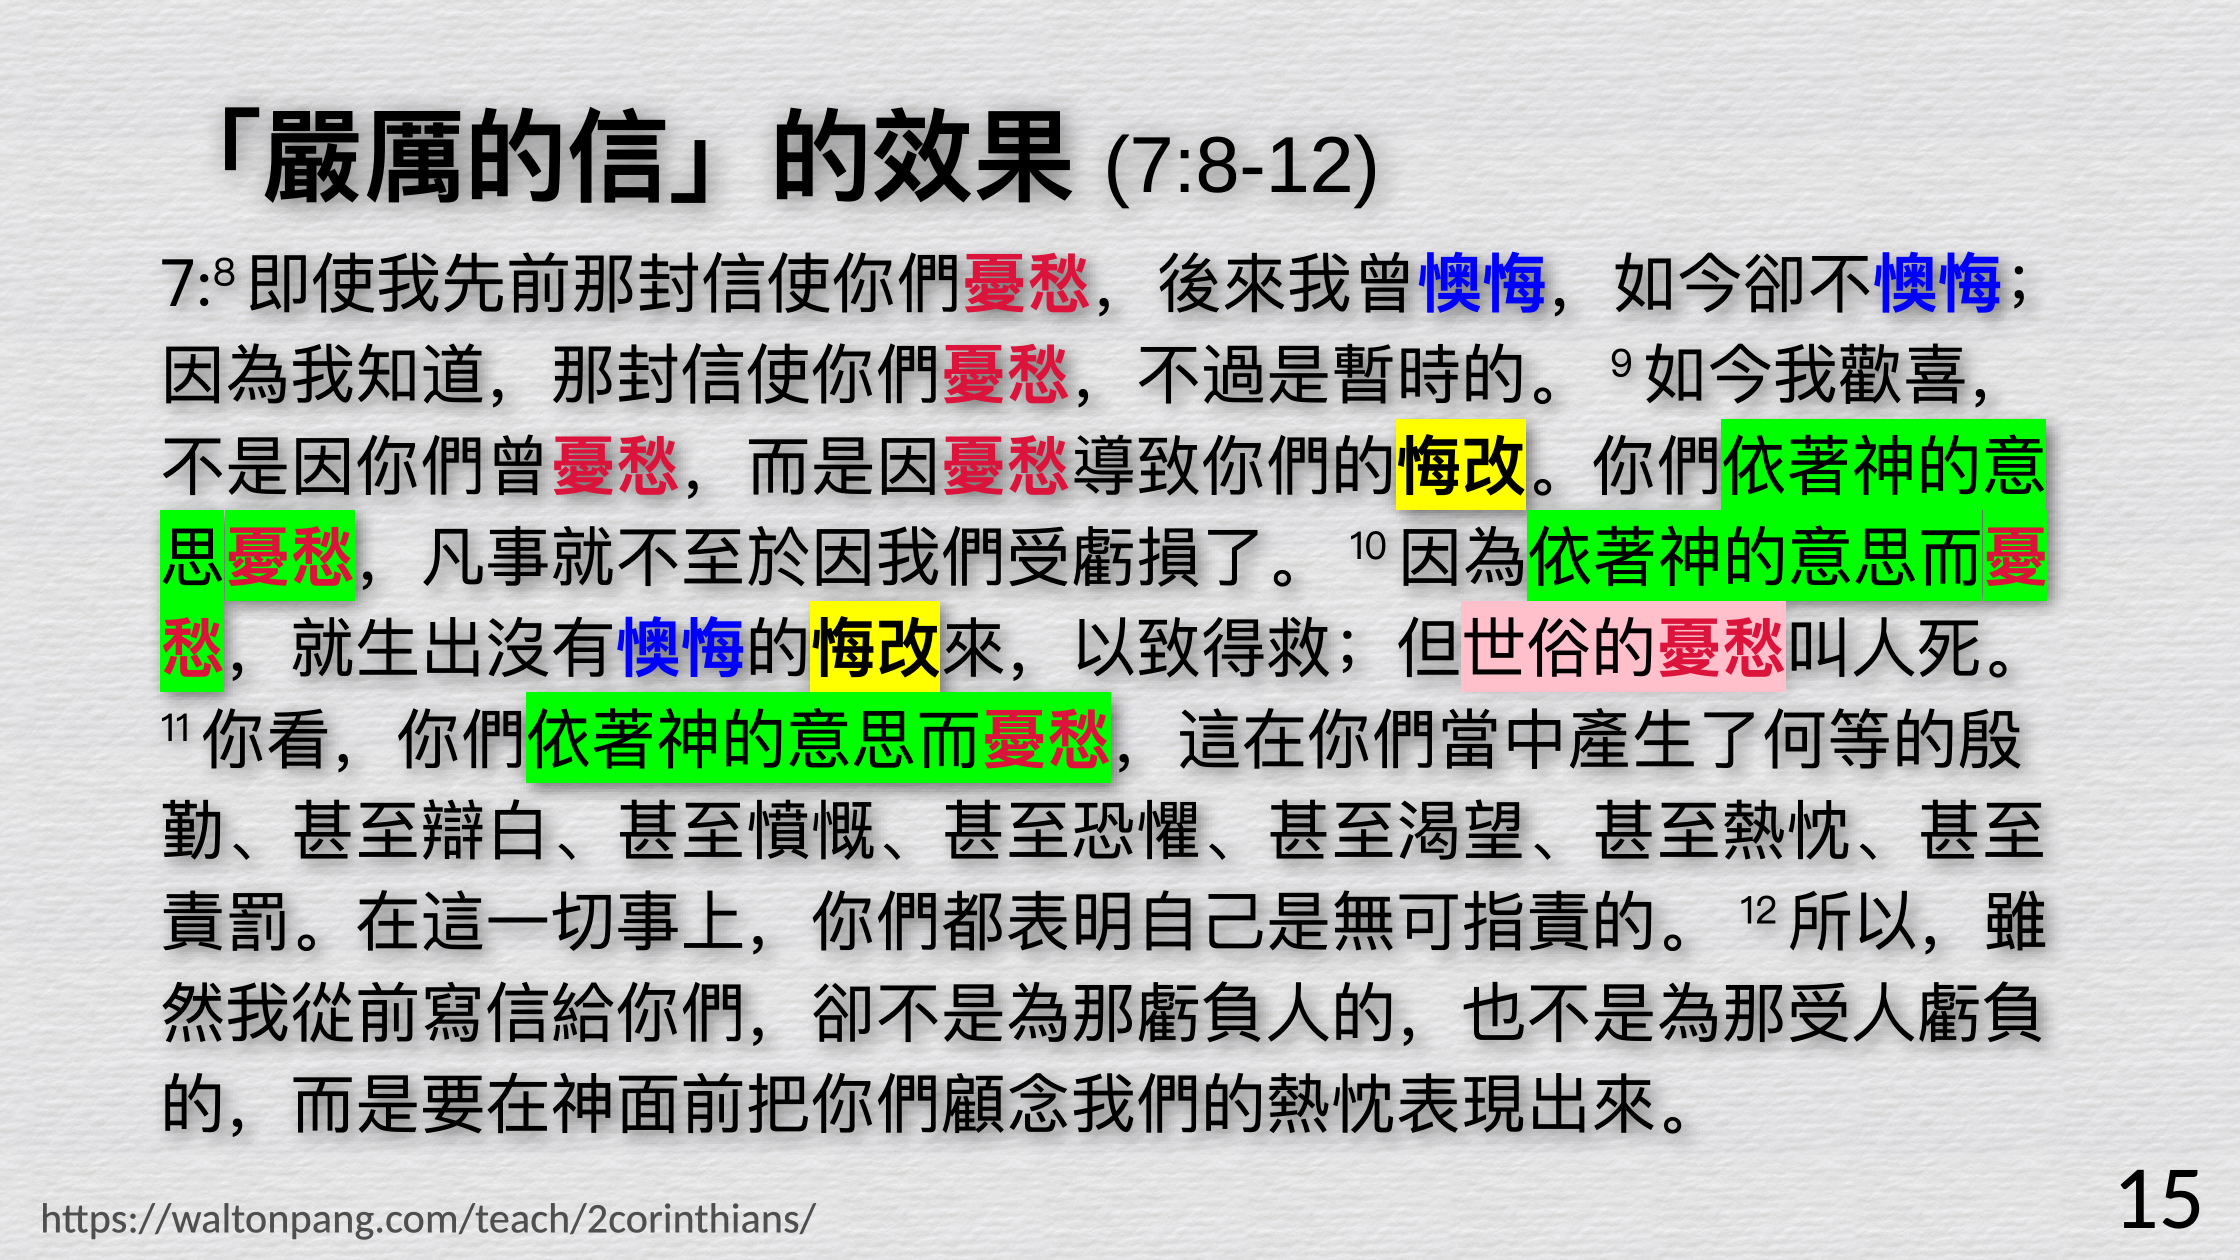 「嚴厲的信」的效果 (7:8-12)
7:8 即使我先前那封信使你們憂愁，後來我曾懊悔，如今卻不懊悔；
因為我知道，那封信使你們憂愁，不過是暫時的。 9 如今我歡喜，
不是因你們曾憂愁，而是因憂愁導致你們的悔改。你們依著神的意
思憂愁，凡事就不至於因我們受虧損了。 10 因為依著神的意思而憂
愁，就生出沒有懊悔的悔改來，以致得救；但世俗的憂愁叫人死。
11 你看，你們依著神的意思而憂愁，這在你們當中產生了何等的殷
勤、甚至辯白、甚至憤慨、甚至恐懼、甚至渴望、甚至熱忱、甚至
責罰。在這一切事上，你們都表明自己是無可指責的。 12 所以，雖
然我從前寫信給你們，卻不是為那虧負人的，也不是為那受人虧負
的，而是要在神面前把你們顧念我們的熱忱表現出來。
https://waltonpang.com/teach/2corinthians/
15